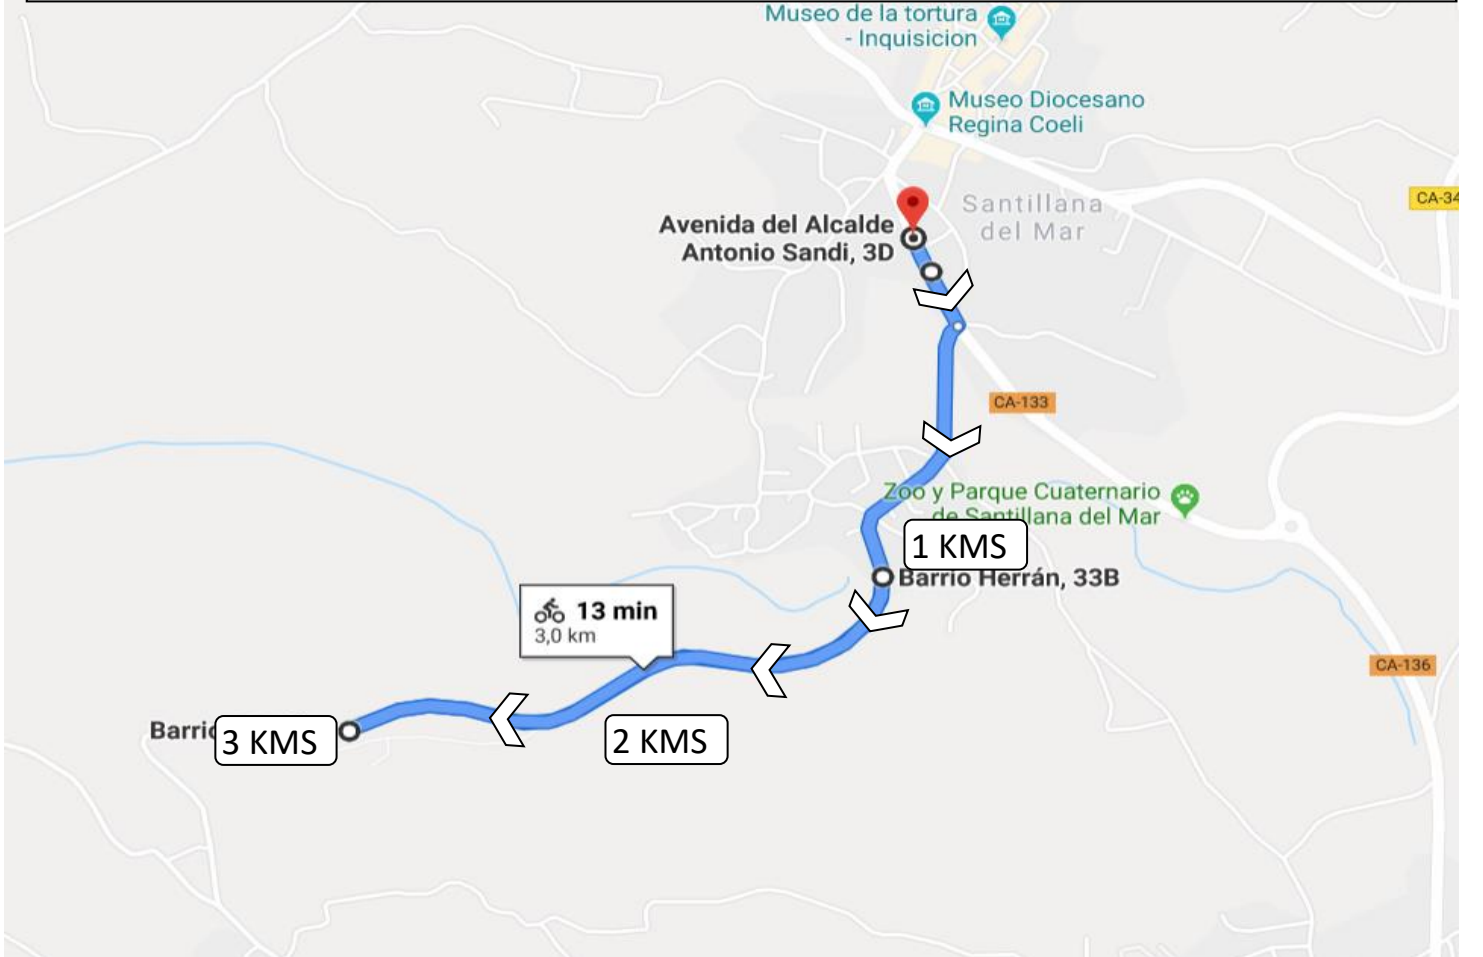 Museo de la tortura
- Inquisicion
Museo Diocesano
Regina Coeli
CA-34
Santillana
del Mar
Avenida del Alcalde
Antonio Sandi, 3D
CA-133
Zoo y Parque Cuaternario
de Santillana del Mar
1 KMS
Barrio Herrán, 33B
13 min
3,0 km
CA-136
3 KMS
2 KMS